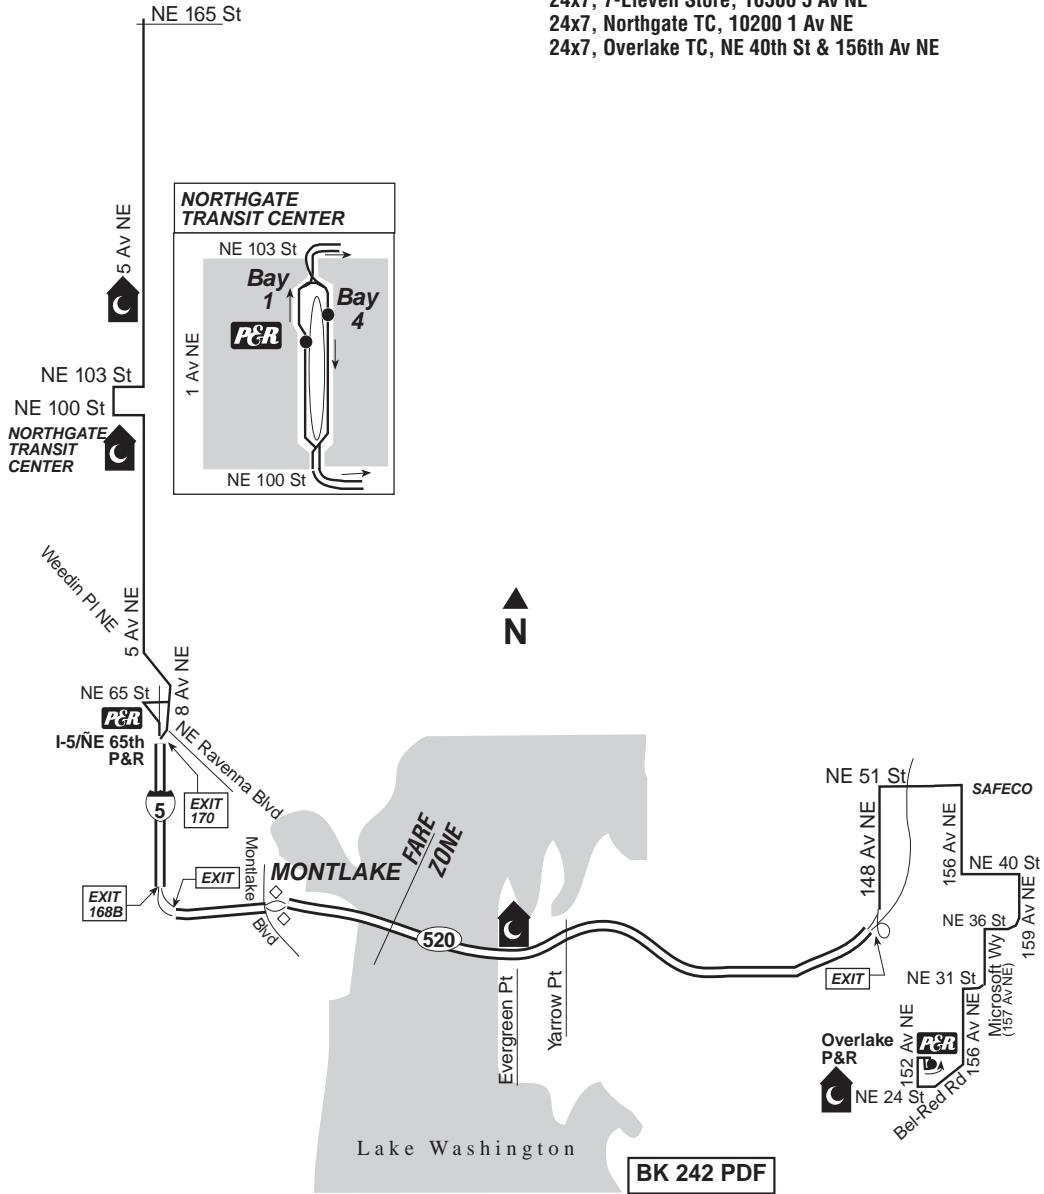 24x7, 7-Eleven Store, 16500 5 Av NE
24x7, Northgate TC, 10200 1 Av NE
24x7, Overlake TC, NE 40th St & 156th Av NE
NE 165 St
5 Av NE
NORTHGATE
TRANSIT CENTER
NE 103 St
Bay
1
Bay
4
P&R
1 Av NE
NE 100 St
NE 103 St
NE 100 St
NORTHGATE
TRANSIT
CENTER
Weedin Pl NE
5 Av NE
8 Av NE
N
NE 65 St
P&R
I-5/ÑE 65th
P&R
NE Ravenna Blvd
5
EXIT
170
EXIT
168B
EXIT
Montlake
Blvd
MONTLAKE
FARE
ZONE
520
Evergreen Pt
Yarrow Pt
NE 51 St
SAFECO
148 Av NE
156 Av NE
NE 40 St
159 Av NE
NE 36 St
Microsoft Wy
(157 Av NE)
EXIT
NE 31 St
Overlake
P&R
152 Av NE
P&R
156 Av NE
NE 24 St
Bel-Red Rd
Lake Washington
BK 242 PDF